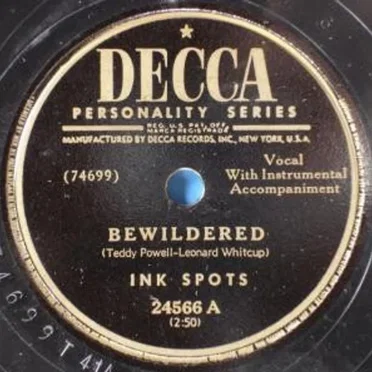 DECCA
PERSONALITY SERIES
REG. U.S. PAT. OFF.
MARCA REGISTRADA
MANUFACTURED BY DECCA RECORDS, INC., NEW YORK, U.S.A.
(74699)
Vocal
With Instrumental
Accompaniment
BEWILDERED
(Teddy Powell-Leonard Whitcup)
INK SPOTS
24566 A
(2:50)
74699 T